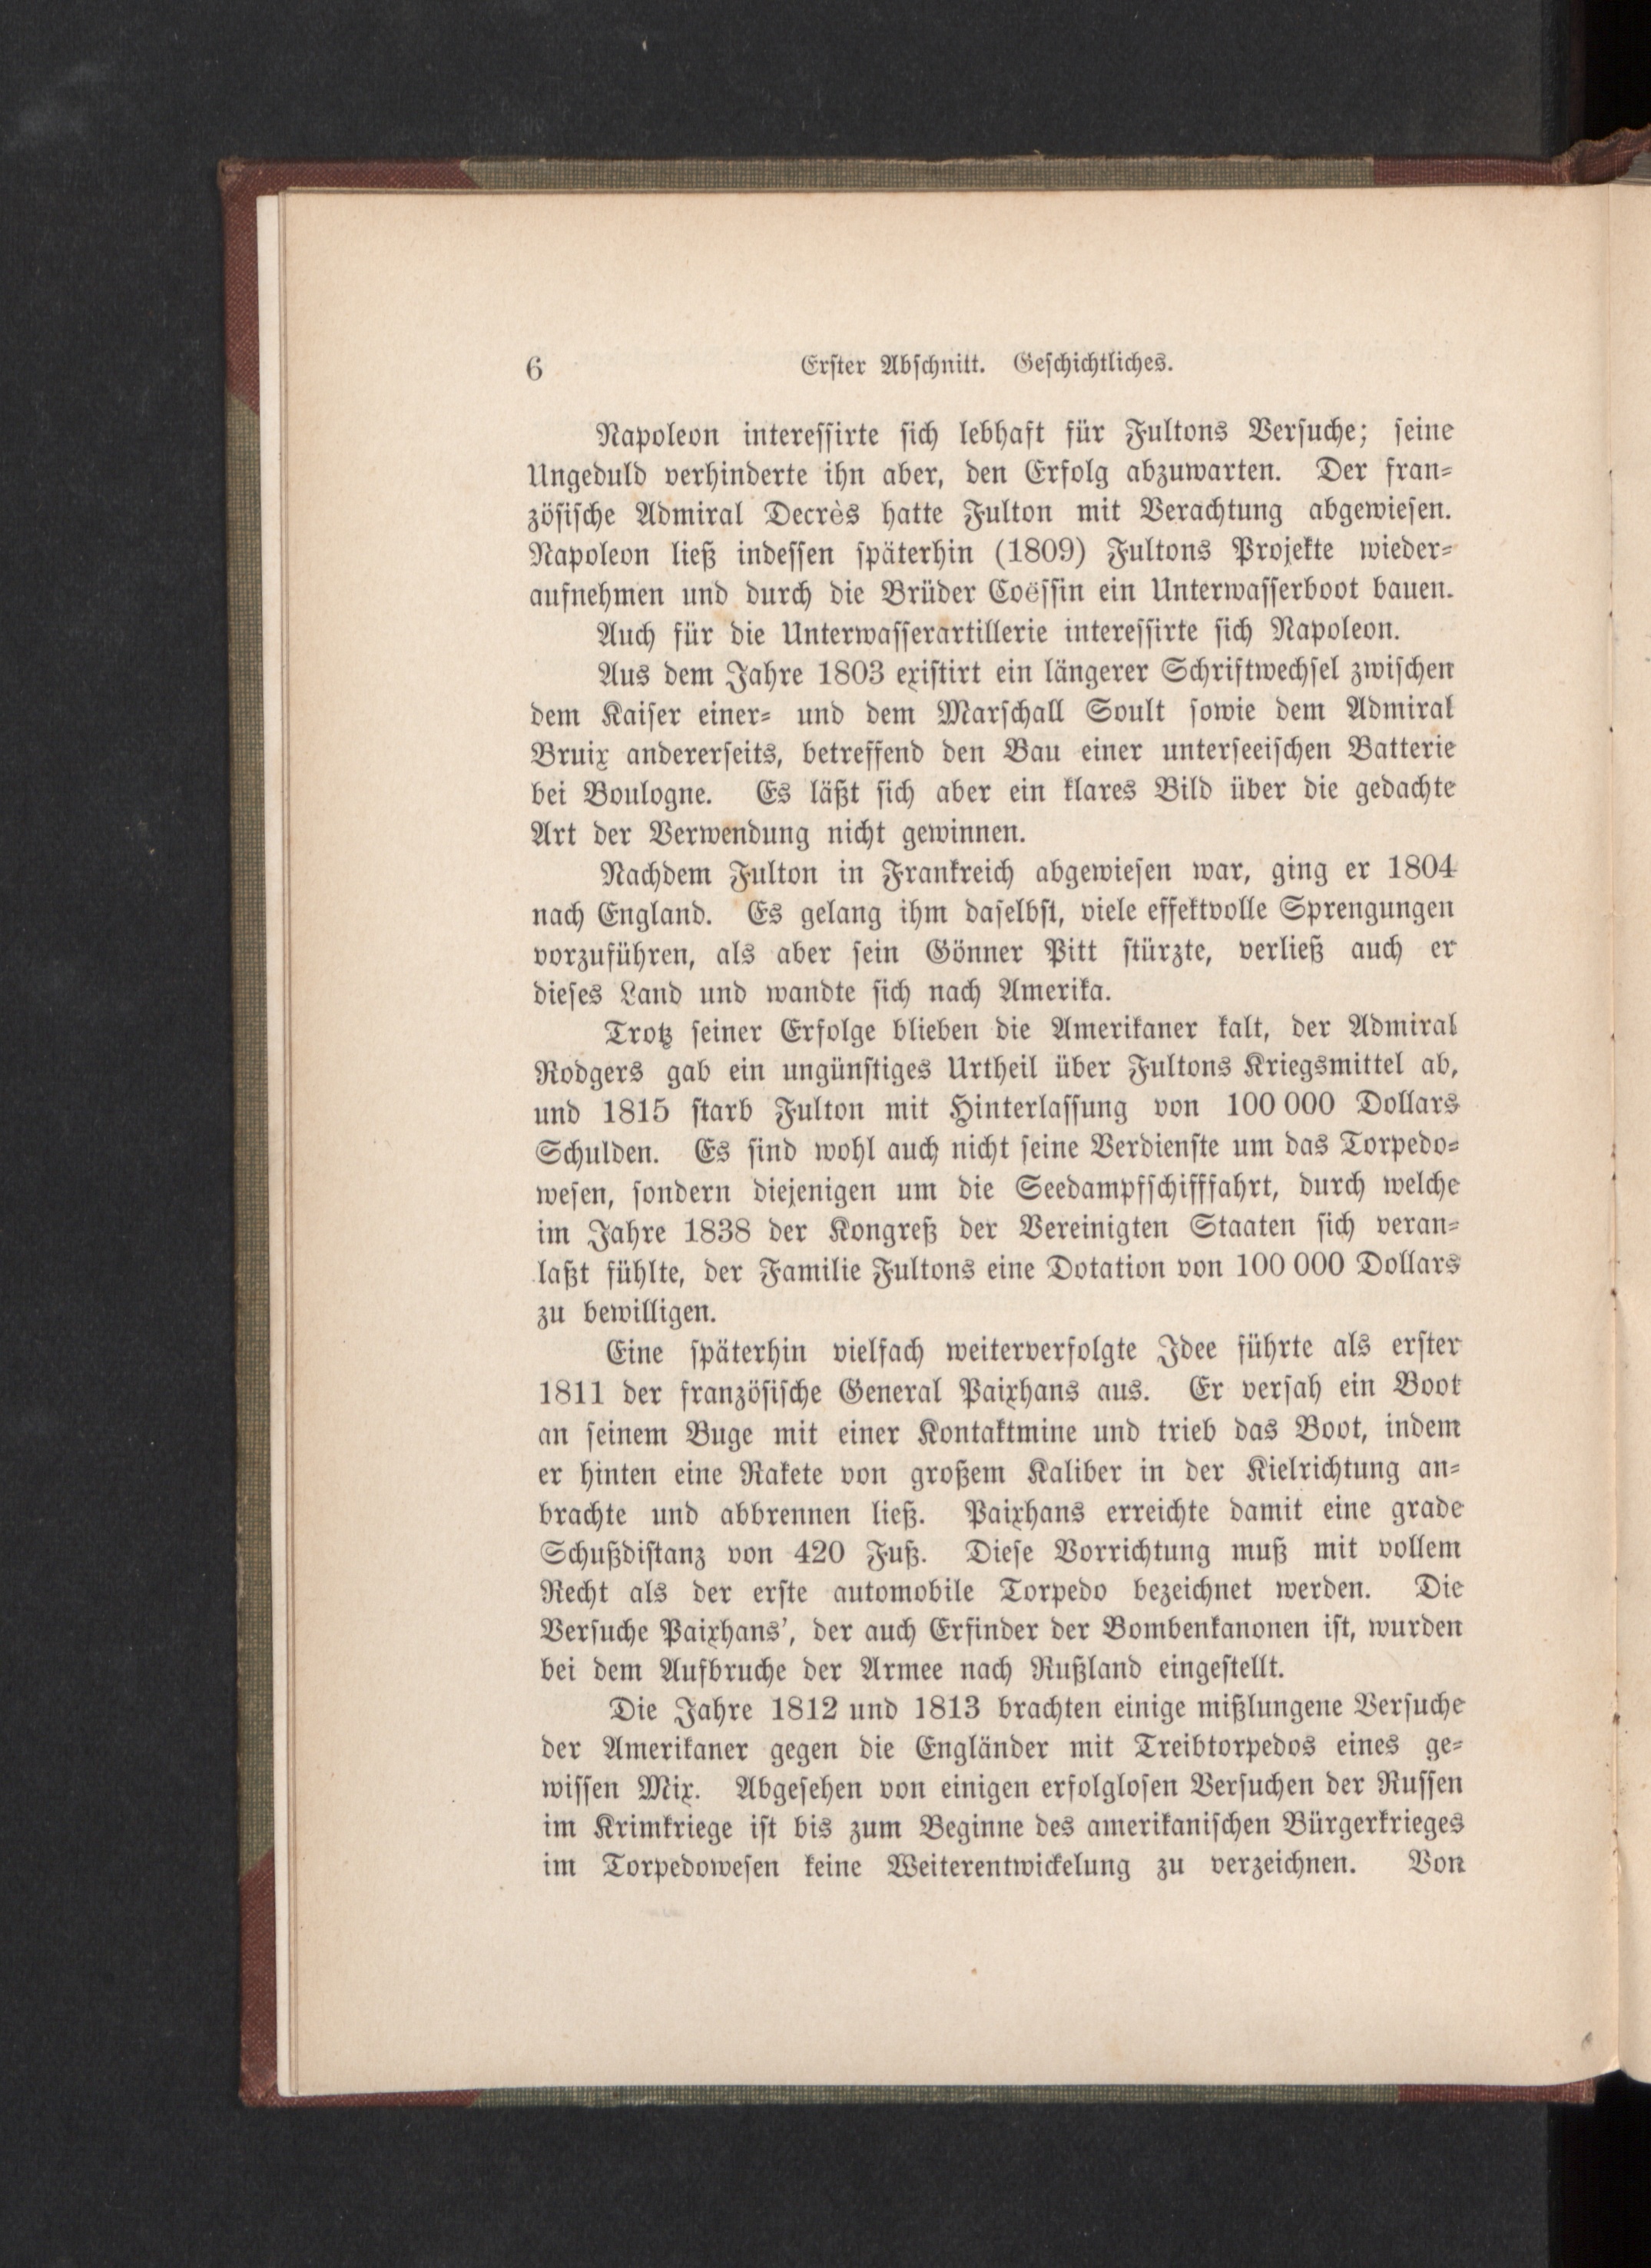 6 Erster Abschnitt. Geschichtliches.
Napoleon interessirte sich lebhaft für Fultons Versuche; seine
Ungeduld verhinderte ihn aber, den Erfolg abzuwarten. Der fran-
zösische Admiral Decrès hatte Fulton mit Verachtung abgewiesen.
Napoleon ließ indessen späterhin (1809) Fultons Projekte wieder-
aufnehmen und durch die Brüder Coëssin ein Unterwasserboot bauen.
Auch für die Unterwasserartillerie interessirte sich Napoleon.
Aus dem Jahre 1803 existirt ein längerer Schriftwechsel zwischen
dem Kaiser einer- und dem Marschall Soult sowie dem Admiral
Bruix andererseits, betreffend den Bau einer unterseeischen Batterie
bei Boulogne. Es läßt sich aber ein klares Bild über die gedachte
Art der Verwendung nicht gewinnen.
Nachdem Fulton in Frankreich abgewiesen war, ging er 1804
nach England. Es gelang ihm daselbst, viele effektvolle Sprengungen
vorzuführen, als aber sein Gönner Pitt stürzte, verließ auch er
dieses Land und wandte sich nach Amerika.
Trotz seiner Erfolge blieben die Amerikaner kalt, der Admiral
Rodgers gab ein ungünstiges Urtheil über Fultons Kriegsmittel ab,
und 1815 starb Fulton mit Hinterlassung von 100 000 Dollars
Schulden. Es sind wohl auch nicht seine Verdienste um das Torpedo-
wesen, sondern diejenigen um die Seedampfschifffahrt, durch welche
im Jahre 1838 der Kongreß der Vereinigten Staaten sich veran-
laßt fühlte, der Familie Fultons eine Dotation von 100 000 Dollars
zu bewilligen.
Eine späterhin vielfach weiterverfolgte Idee führte als erster
1811 der französische General Paixhans aus. Er versah ein Boot
an seinem Buge mit einer Kontaktmine und trieb das Boot, indem
er hinten eine Rakete von großem Kaliber in der Kielrichtung an-
brachte und abbrennen ließ. Paixhans erreichte damit eine grade
Schußdistanz von 420 Fuß. Diese Vorrichtung muß mit vollem
Recht als der erste automobile Torpedo bezeichnet werden. Die
Versuche Paixhans', der auch Erfinder der Bombenkanonen ist, wurden
bei dem Aufbruche der Armee nach Rußland eingestellt.
Die Jahre 1812 und 1813 brachten einige mißlungene Versuche
der Amerikaner gegen die Engländer mit Treibtorpedos eines ge-
wissen Mix. Abgesehen von einigen erfolglosen Versuchen der Russen
im Krimkriege ist bis zum Beginne des amerikanischen Bürgerkrieges
im Torpedowesen keine Weiterentwickelung zu verzeichnen. Von